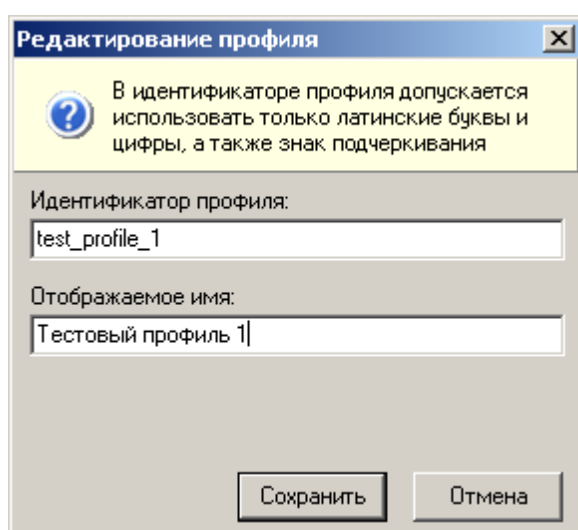 Редактирование профиля
В идентификаторе профиля допускается
использовать только латинские буквы и
цифры, а также знак подчеркивания
Идентификатор профиля:
test_profile_1
Отображаемое имя:
Тестовый профиль 1
Сохранить
Отмена